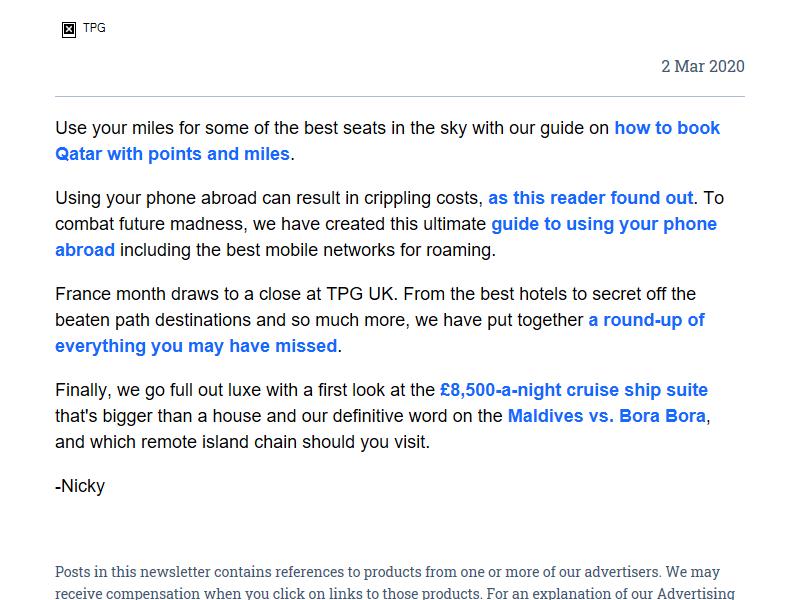 TPG
2 Mar 2020
Use your miles for some of the best seats in the sky with our guide on how to book
Qatar with points and miles.
Using your phone abroad can result in crippling costs, as this reader found out. To
combat future madness, we have created this ultimate guide to using your phone
abroad including the best mobile networks for roaming.
France month draws to a close at TPG UK. From the best hotels to secret off the
beaten path destinations and so much more, we have put together a round-up of
everything you may have missed.
Finally, we go full out luxe with a first look at the £8,500-a-night cruise ship suite
that's bigger than a house and our definitive word on the Maldives vs. Bora Bora,
and which remote island chain should you visit.
-Nicky
Posts in this newsletter contains references to products from one or more of our advertisers. We may
receive compensation when you click on links to those products. For an explanation of our Advertising